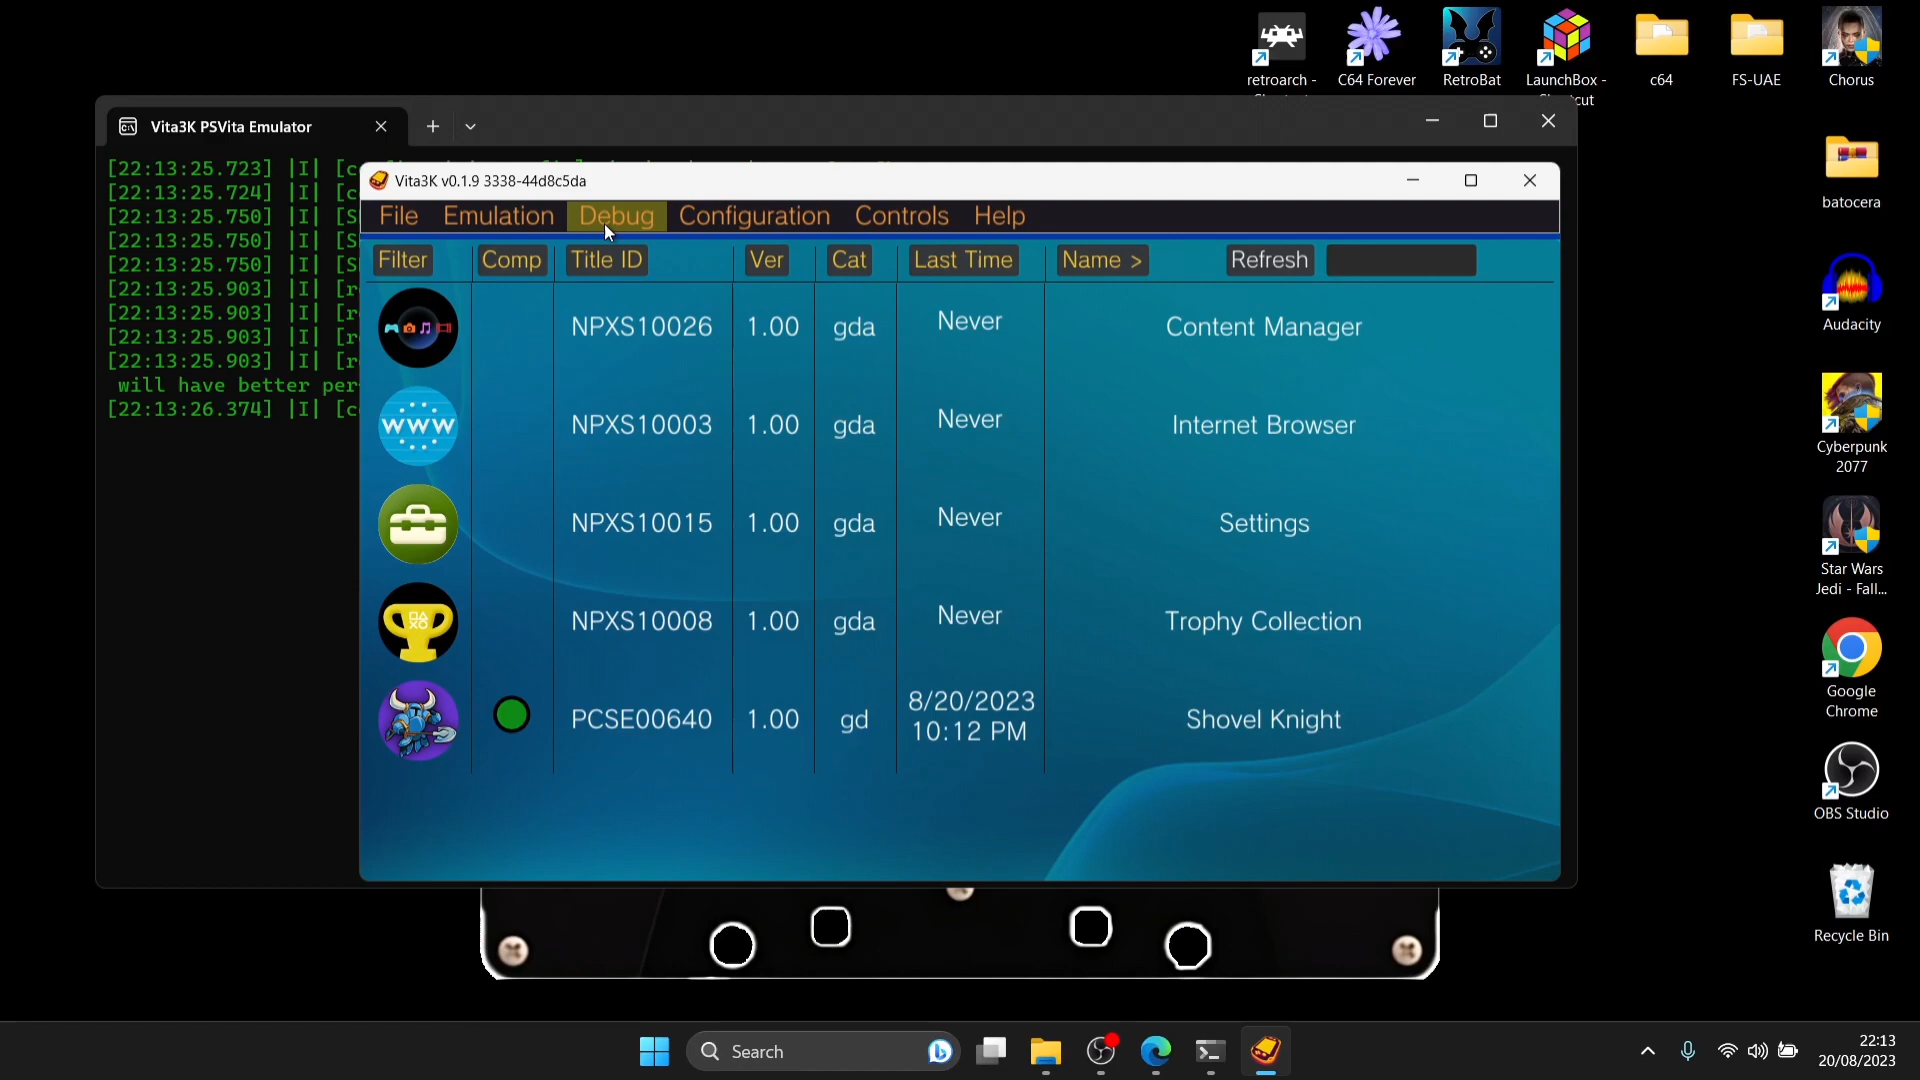 retroarch -
C64 Forever
RetroBat
LaunchBox -
c64
FS-UAE
Chorus
Vita3K PSVita Emulator
[22:13:25.723] |I| [c
[22:13:25.724] |I| [c
[22:13:25.750] |I| [S
[22:13:25.750] |I| [S
[22:13:25.750] |I| [S
[22:13:25.903] |I| [r
[22:13:25.903] |I| [r
[22:13:25.903] |I| [r
[22:13:25.903] |I| [r
will have better per
[22:13:26.374] |I| [c
Vita3K v0.1.9 3338-44d8c5da
File Emulation Debug Configuration Controls Help
Filter Comp Title ID Ver Cat Last Time Name > Refresh
NPXS10026 1.00 gda Never Content Manager
WWW NPXS10003 1.00 gda Never Internet Browser
NPXS10015 1.00 gda Never Settings
NPXS10008 1.00 gda Never Trophy Collection
PCSE00640 1.00 gd 8/20/2023 10:12 PM Shovel Knight
batocera
Audacity
Cyberpunk
2077
Star Wars
Jedi - Fall...
Google
Chrome
OBS Studio
Recycle Bin
Search
22:13
20/08/2023